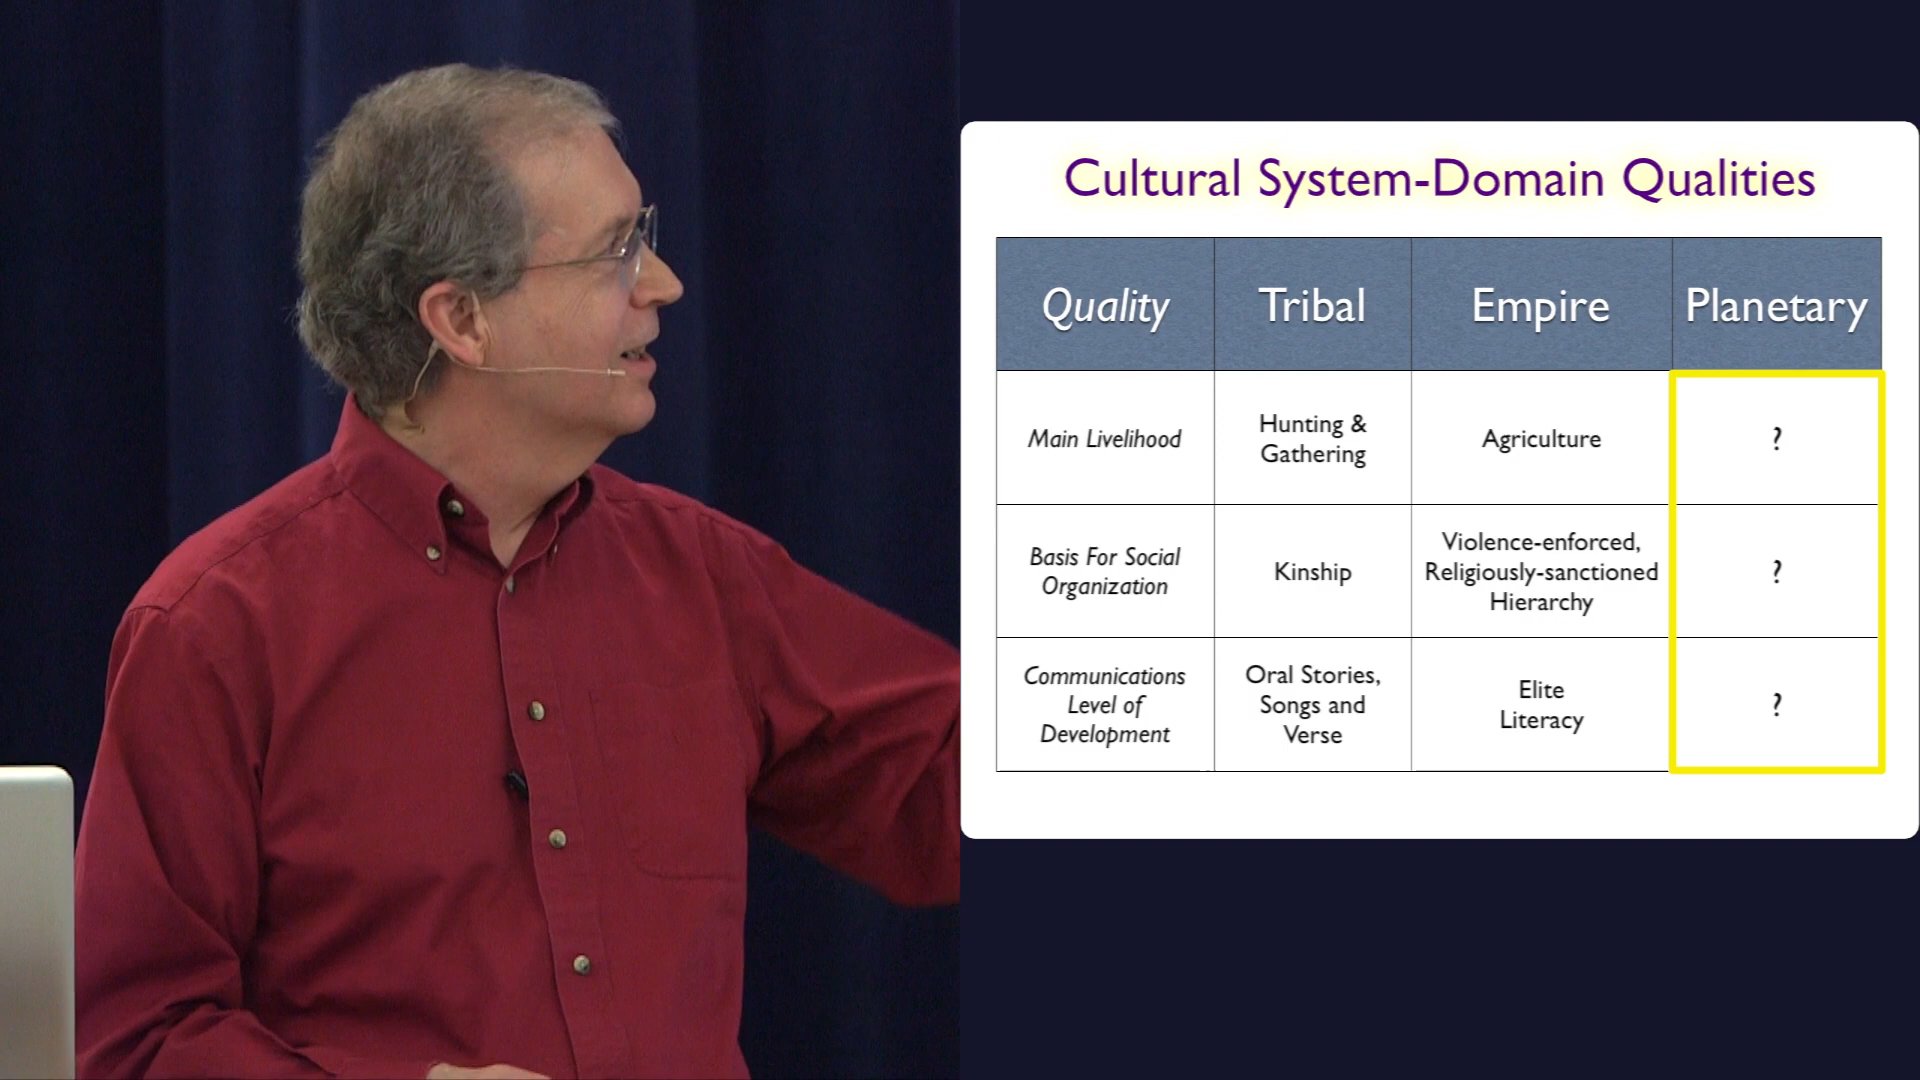 Cultural System-Domain Qualities
Quality
Tribal
Empire
Planetary
Main Livelihood
Hunting &
Gathering
Agriculture
?
Basis For Social
Organization
Kinship
Violence-enforced,
Religiously-sanctioned
Hierarchy
?
Communications
Level of
Development
Oral Stories,
Songs and
Verse
Elite
Literacy
?